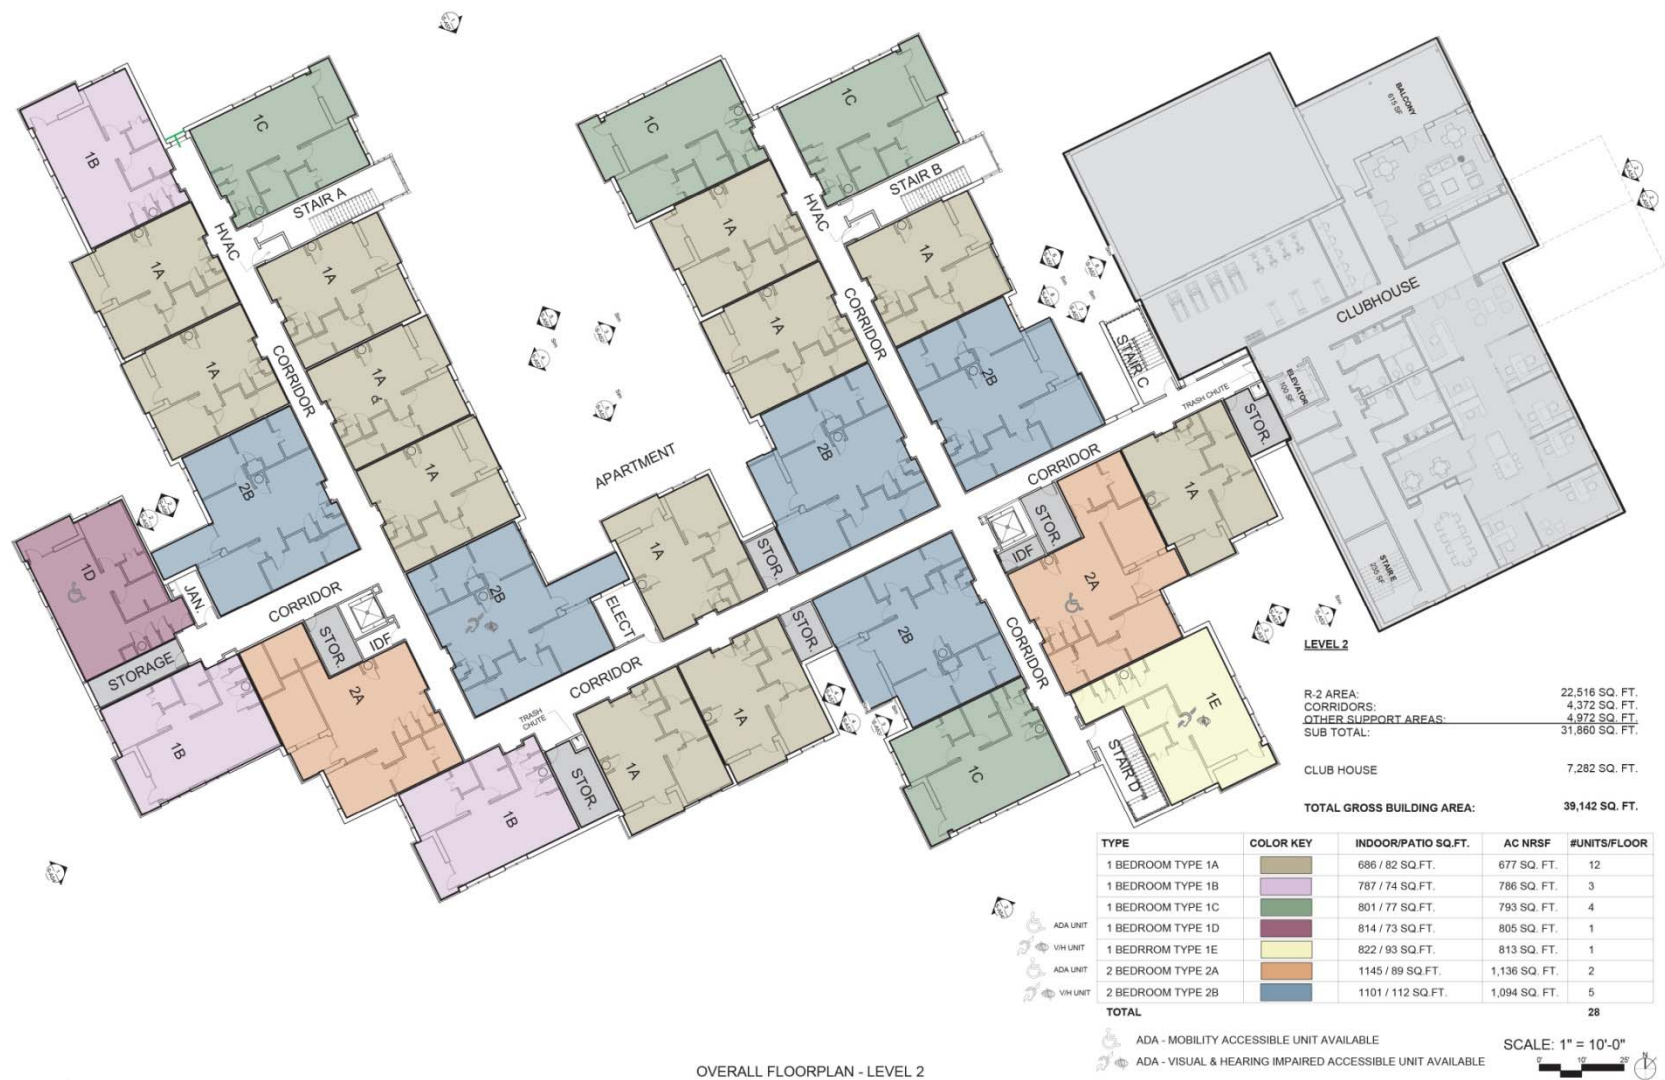 1B
1C
STAIR A
HVAC
1A
1A
1A
CORRIDOR
1A
1A
2B
1D
JAN.
CORRIDOR
STORAGE
STOR.
IDF
1B
2A
2B
ELECT
APARTMENT
1A
STOR.
CORRIDOR
TRASH
CHUTE
1B
STOR.
1A
1A
STOR.
1C
1C
STAIR B
HVAC
1A
1A
1A
CORRIDOR
2B
2B
STAIR C
TRASH CHUTE
STOR.
CORRIDOR
1A
STOR.
IDF
2A
2B
CORRIDOR
1C
STAIR D
1E
BALCONY
615 SF
CLUBHOUSE
ELEVATOR
100 SF
STAIR E
235 SF
LEVEL 2
R-2 AREA: 22,516 SQ. FT.
CORRIDORS: 4,372 SQ. FT.
OTHER SUPPORT AREAS: 4,972 SQ. FT.
SUB TOTAL: 31,860 SQ. FT.
CLUB HOUSE 7,282 SQ. FT.
TOTAL GROSS BUILDING AREA: 39,142 SQ. FT.
TYPE COLOR KEY INDOOR/PATIO SQ.FT. AC NRSF #UNITS/FLOOR
1 BEDROOM TYPE 1A 686 / 82 SQ.FT. 677 SQ. FT. 12
1 BEDROOM TYPE 1B 787 / 74 SQ.FT. 786 SQ. FT. 3
1 BEDROOM TYPE 1C 801 / 77 SQ.FT. 793 SQ. FT. 4
ADA UNIT 1 BEDROOM TYPE 1D 814 / 73 SQ.FT. 805 SQ. FT. 1
V/H UNIT 1 BEDRROM TYPE 1E 822 / 93 SQ.FT. 813 SQ. FT. 1
ADA UNIT 2 BEDROOM TYPE 2A 1145 / 89 SQ.FT. 1,136 SQ. FT. 2
V/H UNIT 2 BEDROOM TYPE 2B 1101 / 112 SQ.FT. 1,094 SQ. FT. 5
TOTAL 28
ADA - MOBILITY ACCESSIBLE UNIT AVAILABLE
ADA - VISUAL & HEARING IMPAIRED ACCESSIBLE UNIT AVAILABLE
SCALE: 1" = 10'-0"
0' 10' 25'
OVERALL FLOORPLAN - LEVEL 2